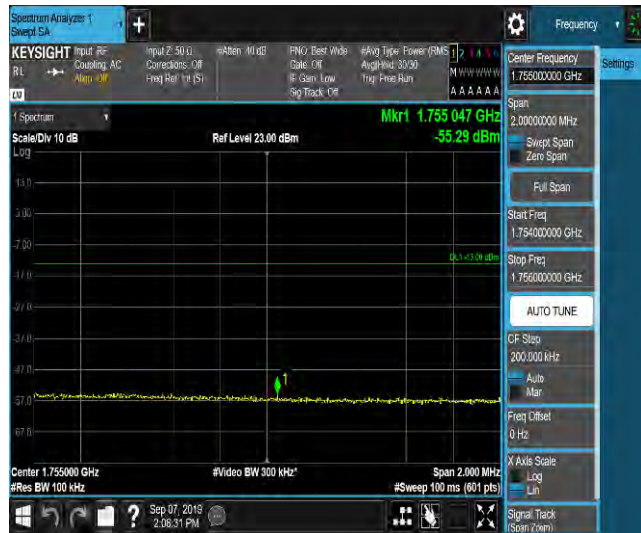 Spectrum Analyzer 1
Swept SA
Frequency
KEYSIGHT Input: RF Input Z: 50 Ω #Atten: 40 dB PNO: Best Wide #Avg Type: Power (RMS 1 2 3 4 5 6
RL Coupling: AC Corrections: Off Gate: Off Avg|Hold: 30/30 M W W W W W
Align: Off Freq Ref: Int (S) IF Gain: Low Trig: Free Run
Sig Track: Off A A A A A A
LXI
1 Spectrum
Mkr1 1.755 047 GHz
Scale/Div 10 dB Ref Level 23.00 dBm -55.29 dBm
Log
13.0
3.00
-7.00
DL1 -13.00 dBm
-17.0
-27.0
-37.0
-47.0
1
-57.0
-67.0
Center 1.755000 GHz #Video BW 300 kHz* Span 2.000 MHz
#Res BW 100 kHz #Sweep 100 ms (601 pts)
Sep 07, 2019
2:08:31 PM
Center Frequency
1.755000000 GHz
Settings
Span
2.00000000 MHz
Swept Span
Zero Span
Full Span
Start Freq
1.754000000 GHz
Stop Freq
1.756000000 GHz
AUTO TUNE
CF Step
200.000 kHz
Auto
Man
Freq Offset
0 Hz
X Axis Scale
Log
Lin
Signal Track
(Span Zoom)